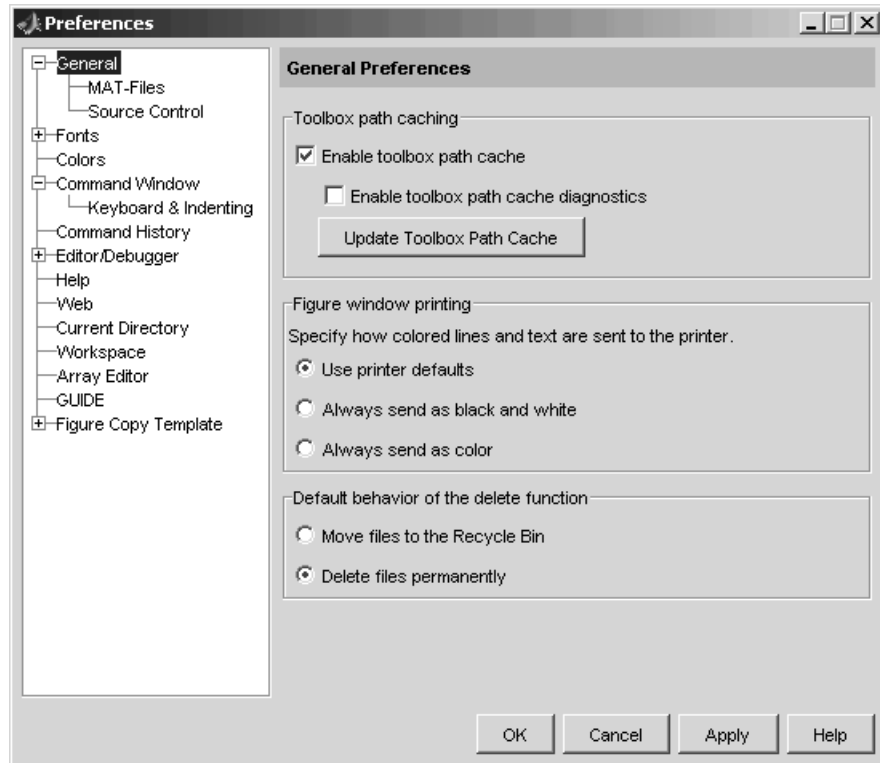 Preferences
General
MAT-Files
Source Control
Fonts
Colors
Command Window
Keyboard & Indenting
Command History
Editor/Debugger
Help
Web
Current Directory
Workspace
Array Editor
GUIDE
Figure Copy Template
General Preferences
Toolbox path caching
Enable toolbox path cache
Enable toolbox path cache diagnostics
Update Toolbox Path Cache
Figure window printing
Specify how colored lines and text are sent to the printer.
Use printer defaults
Always send as black and white
Always send as color
Default behavior of the delete function
Move files to the Recycle Bin
Delete files permanently
OK Cancel Apply Help